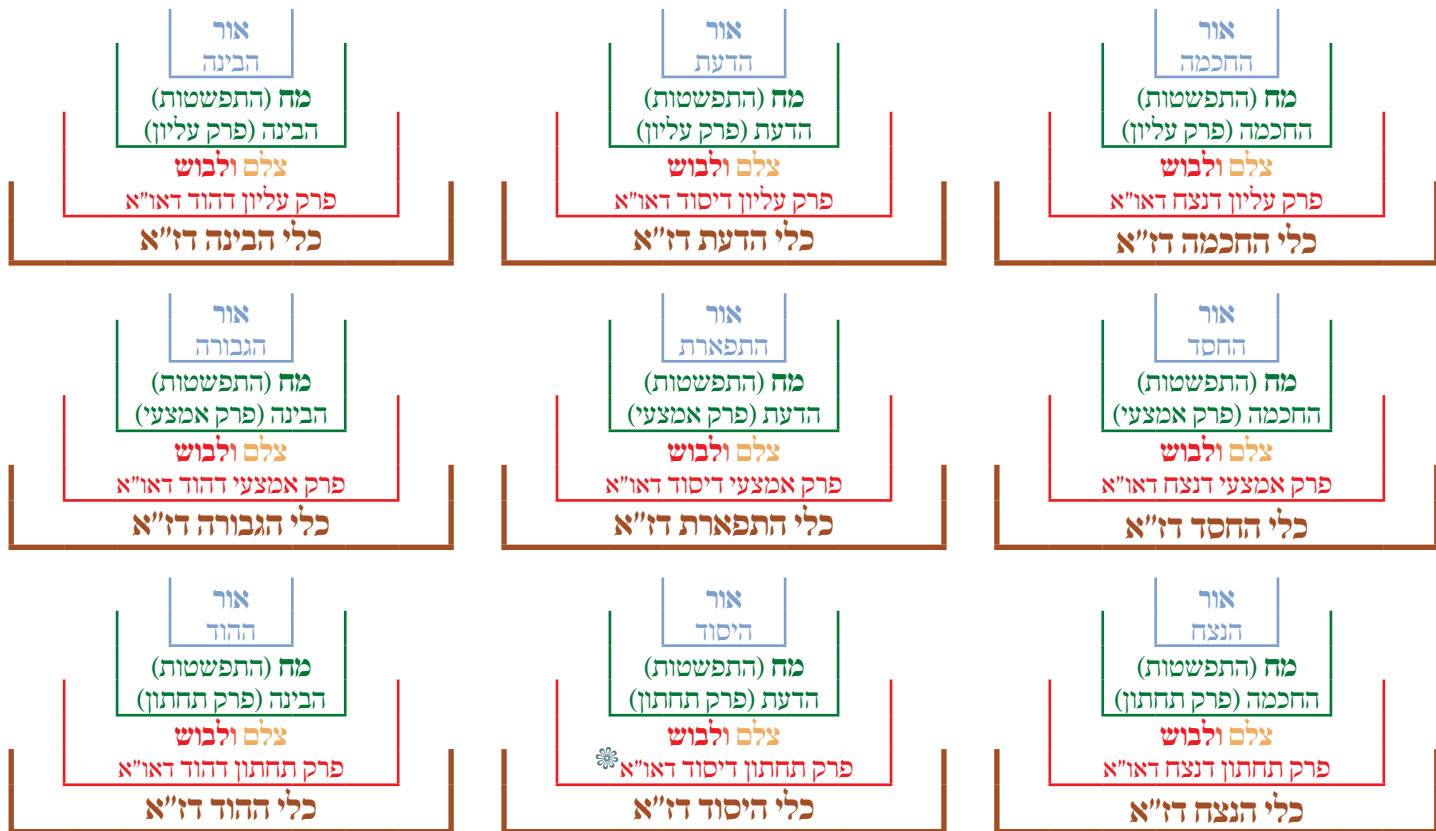 אור
החכמה
מח (התפשטות)
החכמה (פרק עליון)
צלם ולבוש
פרק עליון דנצח דאו״א
כלי החכמה דז״א
אור
הדעת
מח (התפשטות)
הדעת (פרק עליון)
צלם ולבוש
פרק עליון דיסוד דאו״א
כלי הדעת דז״א
אור
הבינה
מח (התפשטות)
הבינה (פרק עליון)
צלם ולבוש
פרק עליון דהוד דאו״א
כלי הבינה דז״א
אור
החסד
מח (התפשטות)
החכמה (פרק אמצעי)
צלם ולבוש
פרק אמצעי דנצח דאו״א
כלי החסד דז״א
אור
התפארת
מח (התפשטות)
הדעת (פרק אמצעי)
צלם ולבוש
פרק אמצעי דיסוד דאו״א
כלי התפארת דז״א
אור
הגבורה
מח (התפשטות)
הבינה (פרק אמצעי)
צלם ולבוש
פרק אמצעי דהוד דאו״א
כלי הגבורה דז״א
אור
הנצח
מח (התפשטות)
החכמה (פרק תחתון)
צלם ולבוש
פרק תחתון דנצח דאו״א
כלי הנצח דז״א
אור
היסוד
מח (התפשטות)
הדעת (פרק תחתון)
צלם ולבוש
פרק תחתון דיסוד דאו״א
כלי היסוד דז״א
אור
ההוד
מח (התפשטות)
הבינה (פרק תחתון)
צלם ולבוש
פרק תחתון דהוד דאו״א
כלי ההוד דז״א